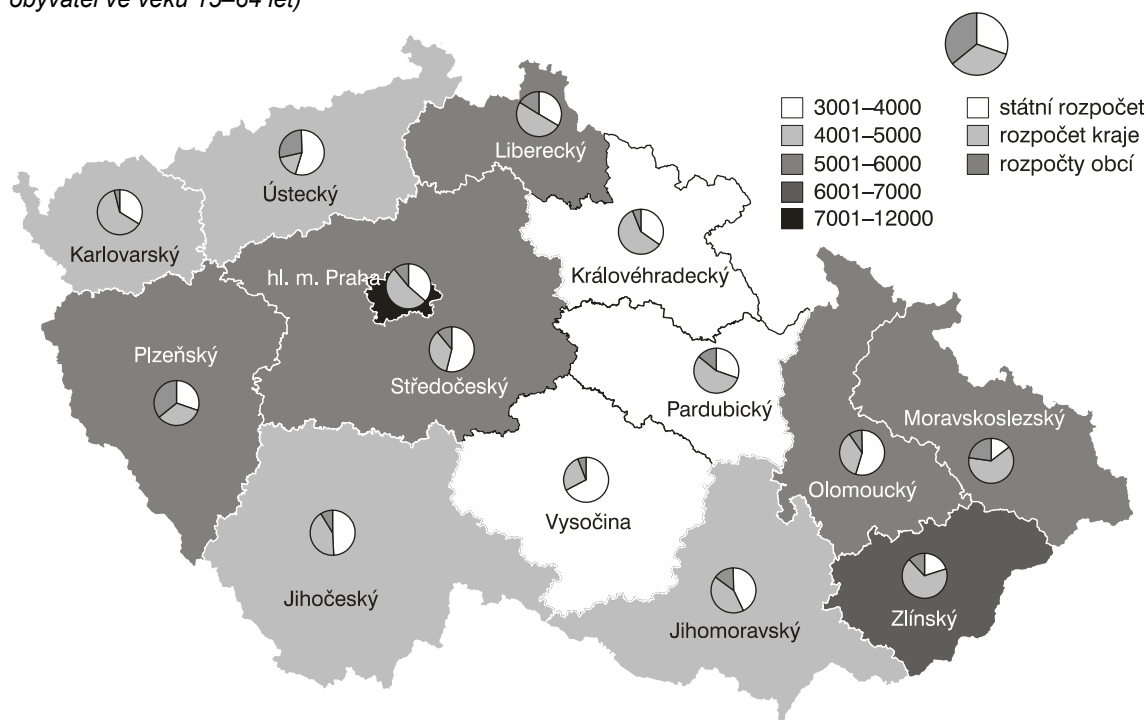 obyvatel ve věku 15–64 let)
3001–4000
4001–5000
5001–6000
6001–7000
7001–12000
státní rozpočet
rozpočet kraje
rozpočty obcí
Liberecký
Ústecký
Karlovarský
Královéhradecký
hl. m. Praha
Plzeňský
Středočeský
Pardubický
Moravskoslezský
Olomoucký
Vysočina
Jihočeský
Jihomoravský
Zlínský